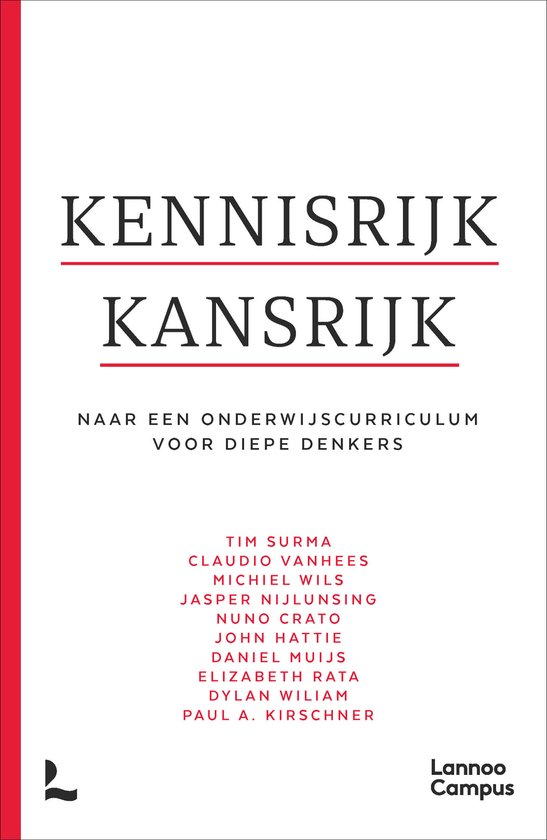 KENNISRIJK
KANSRIJK
NAAR EEN ONDERWIJSCURRICULUM
VOOR DIEPE DENKERS
TIM SURMA
CLAUDIO VANHEES
MICHIEL WILS
JASPER NIJLUNSING
NUNO CRATO
JOHN HATTIE
DANIEL MUIJS
ELIZABETH RATA
DYLAN WILIAM
PAUL A. KIRSCHNER
Lannoo
Campus